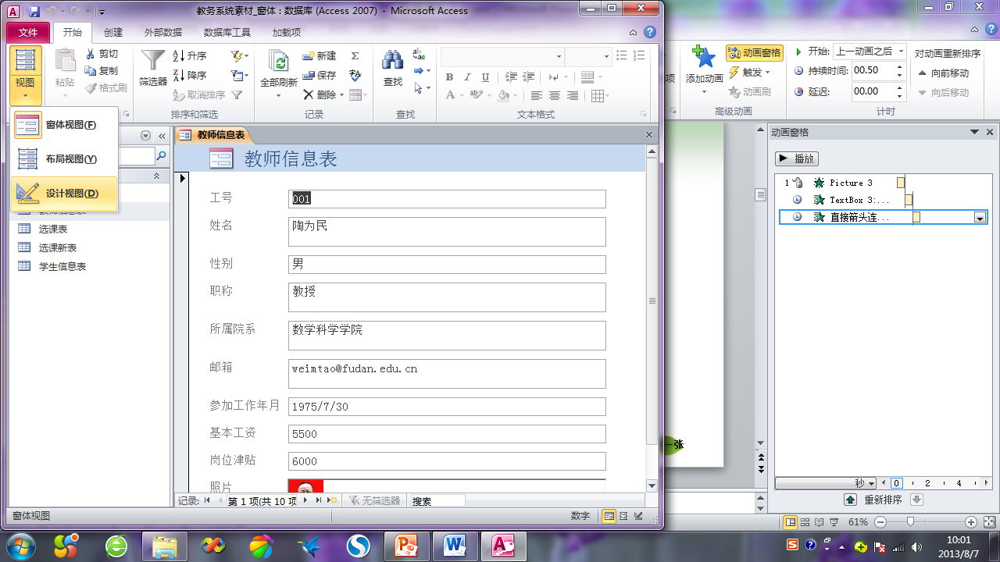 教务系统素材_窗体 : 数据库 (Access 2007) - Microsoft Access
文件 开始 创建 外部数据 数据库工具 加载项
视图
粘贴
剪切
复制
格式刷
筛选器
升序
降序
取消排序
排序和筛选
全部刷新
新建
保存
删除
记录
查找
查找
文本格式
窗体视图(F)
布局视图(Y)
设计视图(D)
选课表
选课新表
学生信息表
教师信息表
教师信息表
工号 001
姓名 陶为民
性别 男
职称 教授
所属院系 数学科学学院
邮箱 weimtao@fudan.edu.cn
参加工作年月 1975/7/30
基本工资 5500
岗位津贴 6000
照片
记录: 第 1 项(共 10 项 无筛选器 搜索
窗体视图 数字
项
添加动画
动画窗格
触发
动画刷
高级动画
开始: 上一动画之后
持续时间: 00.50
延迟: 00.00
计时
对动画重新排序
向前移动
向后移动
动画窗格
播放
1 Picture 3
TextBox 3:...
直接箭头连...
一张
秒 0 2 4
重新排序
61%
10:01
2013/8/7